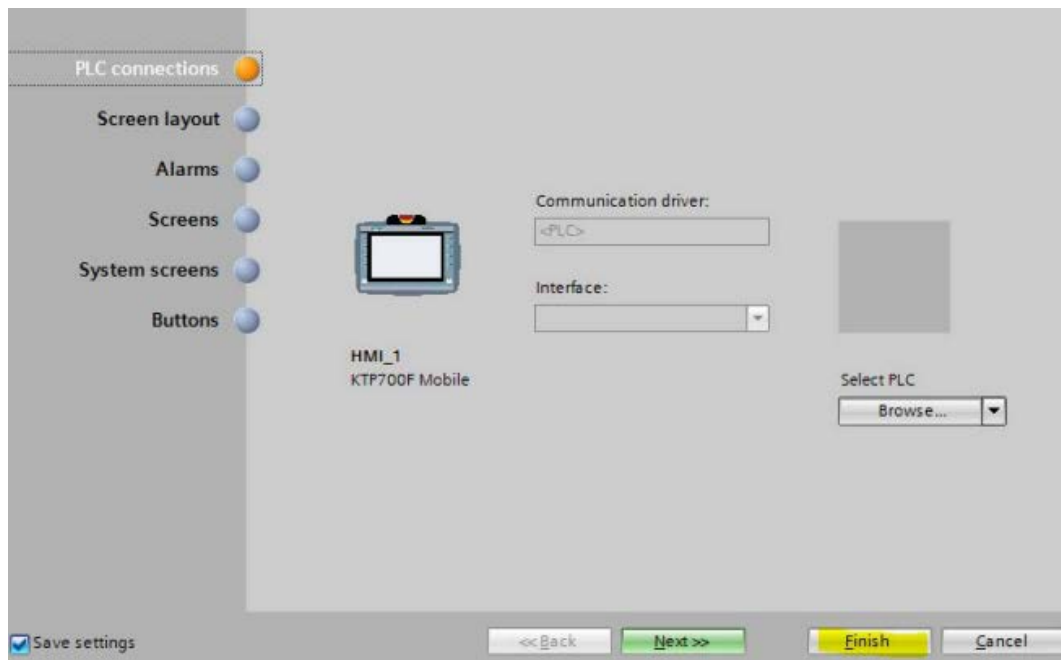 PLC connections
Screen layout
Alarms
Screens
System screens
Buttons
Communication driver:
<PLC>
Interface:
HMI_1
KTP700F Mobile
Select PLC
Browse...
Save settings
<< Back
Next >>
Finish
Cancel